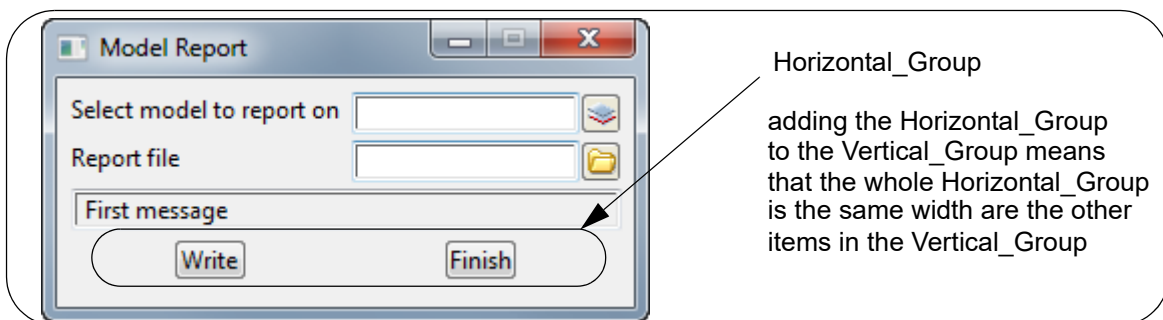 Model Report
Select model to report on
Report file
First message
Write Finish
Horizontal_Group
adding the Horizontal_Group
to the Vertical_Group means
that the whole Horizontal_Group
is the same width are the other
items in the Vertical_Group